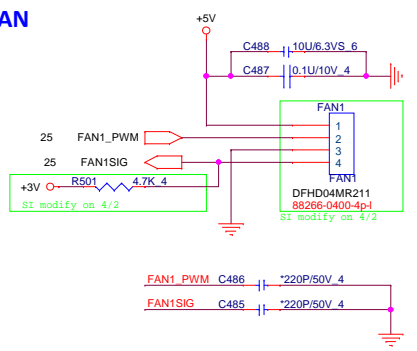 AN
+5V
C488 10U/6.3VS_6
C487 0.1U/10V_4
FAN1
25 FAN1_PWM
1
2
25 FAN1SIG
3
4
+3V R501 4.7K_4
FAN1
DFHD04MR211
88266-0400-4p-l
SI modify on 4/2
SI modify on 4/2
FAN1_PWM C486 *220P/50V_4
FAN1SIG C485 *220P/50V_4